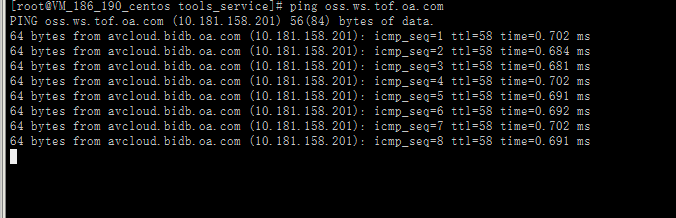 [root@VM_186_190_centos tools_service]# ping oss.ws.tof.oa.com
PING oss.ws.tof.oa.com (10.181.158.201) 56(84) bytes of data.
64 bytes from avcloud.bidb.oa.com (10.181.158.201): icmp_seq=1 ttl=58 time=0.702 ms
64 bytes from avcloud.bidb.oa.com (10.181.158.201): icmp_seq=2 ttl=58 time=0.684 ms
64 bytes from avcloud.bidb.oa.com (10.181.158.201): icmp_seq=3 ttl=58 time=0.681 ms
64 bytes from avcloud.bidb.oa.com (10.181.158.201): icmp_seq=4 ttl=58 time=0.702 ms
64 bytes from avcloud.bidb.oa.com (10.181.158.201): icmp_seq=5 ttl=58 time=0.691 ms
64 bytes from avcloud.bidb.oa.com (10.181.158.201): icmp_seq=6 ttl=58 time=0.692 ms
64 bytes from avcloud.bidb.oa.com (10.181.158.201): icmp_seq=7 ttl=58 time=0.702 ms
64 bytes from avcloud.bidb.oa.com (10.181.158.201): icmp_seq=8 ttl=58 time=0.691 ms